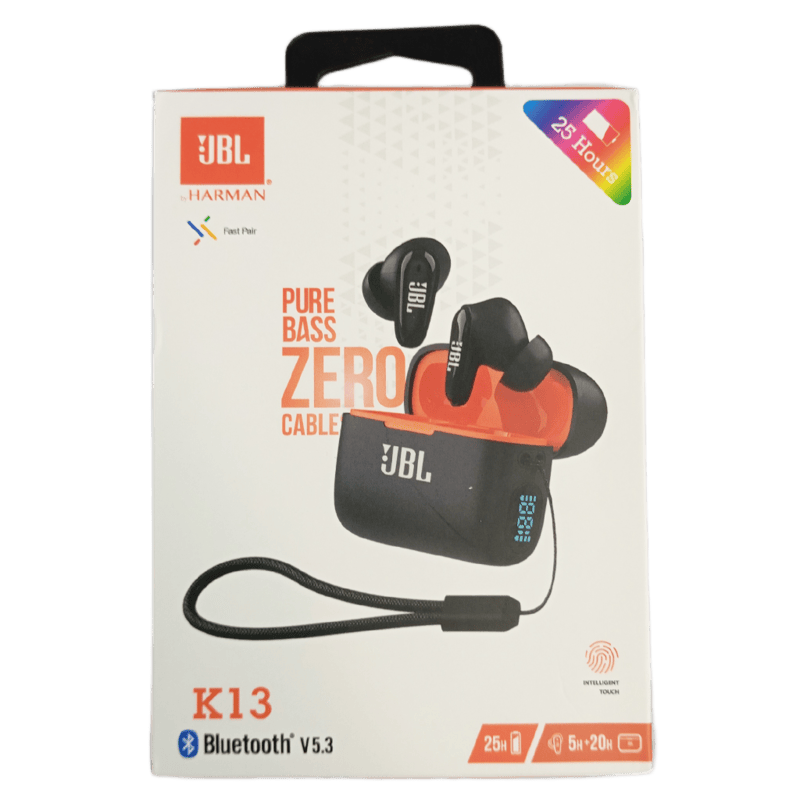 JBL
by HARMAN®
Fast Pair
25 Hours
PURE
BASS
ZERO
CABLE
JBL
JBL
JBL
188
INTELLIGENT
TOUCH
K13
Bluetooth® V5.3
25H
5H+20H